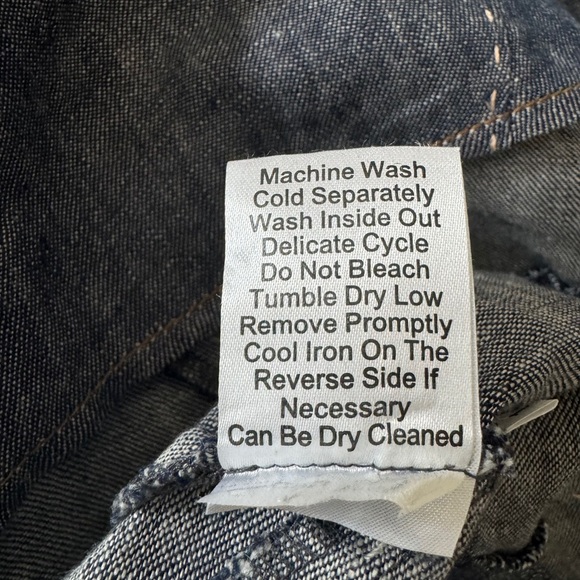 Machine Wash
Cold Separately
Wash Inside Out
Delicate Cycle
Do Not Bleach
Tumble Dry Low
Remove Promptly
Cool Iron On The
Reverse Side If
Necessary
Can Be Dry Cleaned